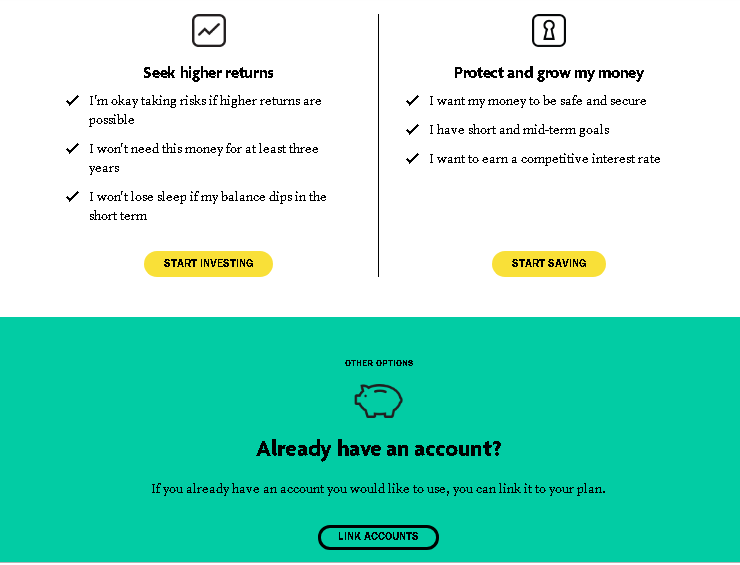 Seek higher returns
I'm okay taking risks if higher returns are
possible
I won't need this money for at least three
years
I won't lose sleep if my balance dips in the
short term
START INVESTING
Protect and grow my money
I want my money to be safe and secure
I have short and mid-term goals
I want to earn a competitive interest rate
START SAVING
OTHER OPTIONS
Already have an account?
If you already have an account you would like to use, you can link it to your plan.
LINK ACCOUNTS